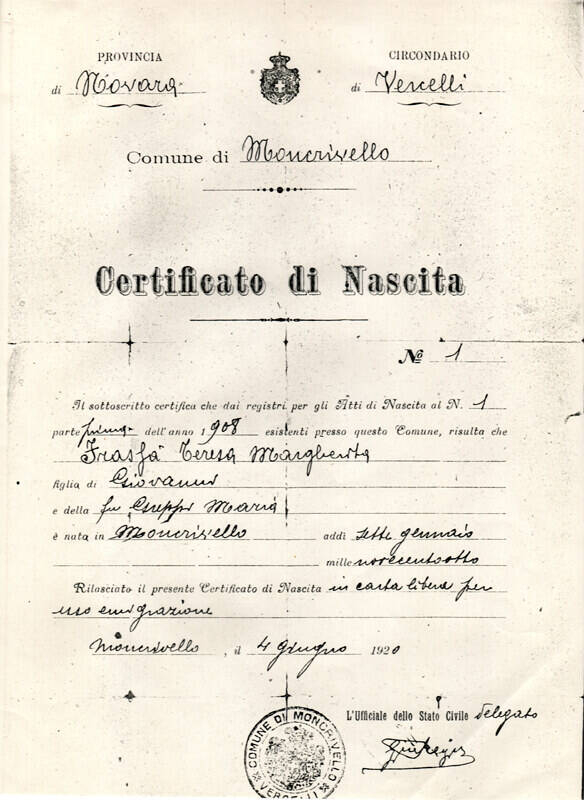 PROVINCIA
di Novara
CIRCONDARIO
di Vercelli
Comune di Moncrivello
Certificato di Nascita
No 1
Il sottoscritto certifica che dai registri per gli Atti di Nascita al N. 1
parte prima dell'anno 1908 esistenti presso questo Comune, risulta che
Frasfà Teresa Margherita
figlia di Giovanni
e della fu Maria
è nata in Moncrivello addì sette gennaio
mille novecentootto
Rilasciato il presente Certificato di Nascita in carta libera per
uso emigrazione
Moncrivello, il 4 giugno 1920
L'Ufficiale dello Stato Civile delegato
COMUNE DI MONCRIVELLO
VERCELLI